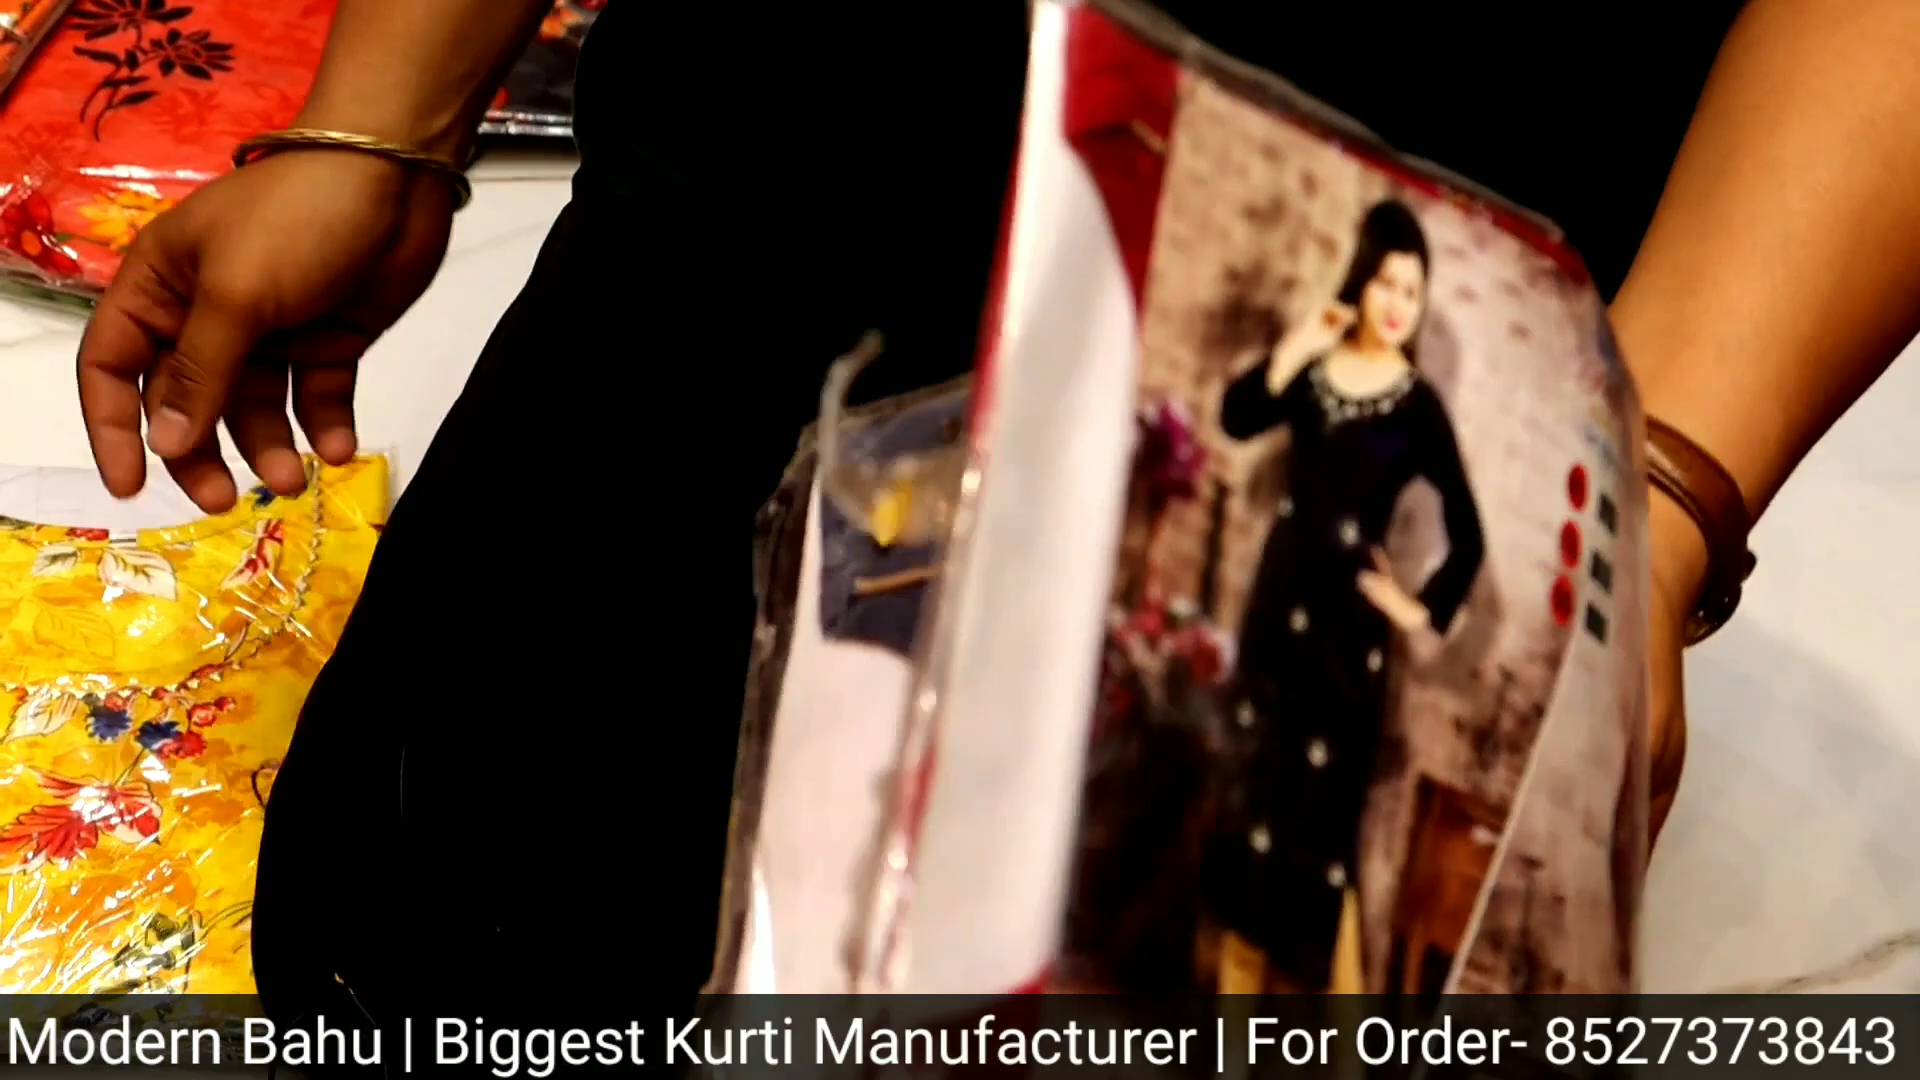 Modern Bahu | Biggest Kurti Manufacturer | For Order- 8527373843